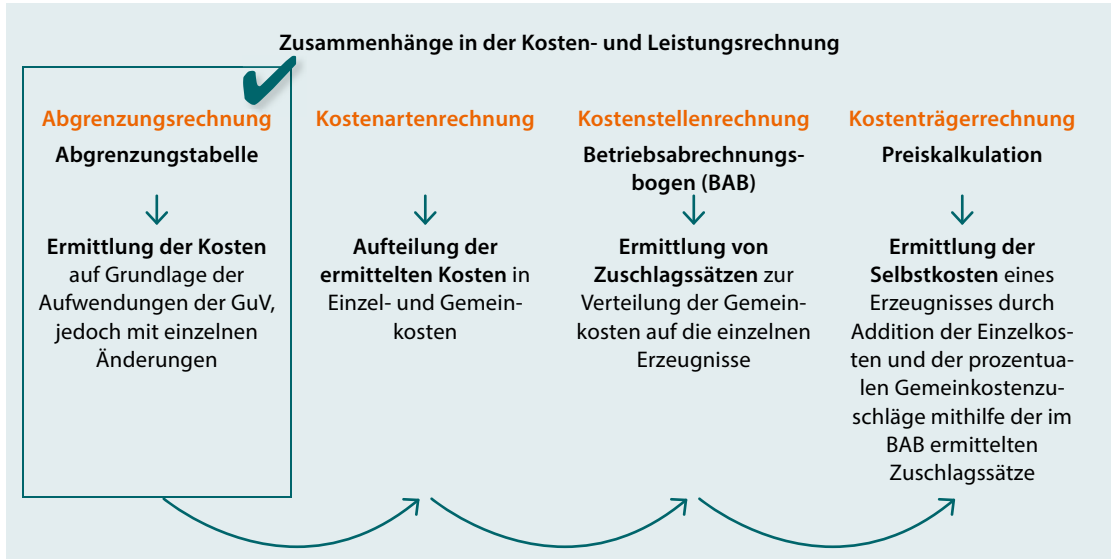 Zusammenhänge in der Kosten- und Leistungsrechnung
Abgrenzungsrechnung
Abgrenzungstabelle
Ermittlung der Kosten
auf Grundlage der
Aufwendungen der GuV,
jedoch mit einzelnen
Änderungen
Kostenartenrechnung
Aufteilung der
ermittelten Kosten in
Einzel- und Gemein-
kosten
Kostenstellenrechnung
Betriebsabrechnungs-
bogen (BAB)
Ermittlung von
Zuschlagssätzen zur
Verteilung der Gemein-
kosten auf die einzelnen
Erzeugnisse
Kostenträgerrechnung
Preiskalkulation
Ermittlung der
Selbstkosten eines
Erzeugnisses durch
Addition der Einzelkos-
ten und der prozentua-
len Gemeinkostenzu-
schläge mithilfe der im
BAB ermittelten
Zuschlagssätze